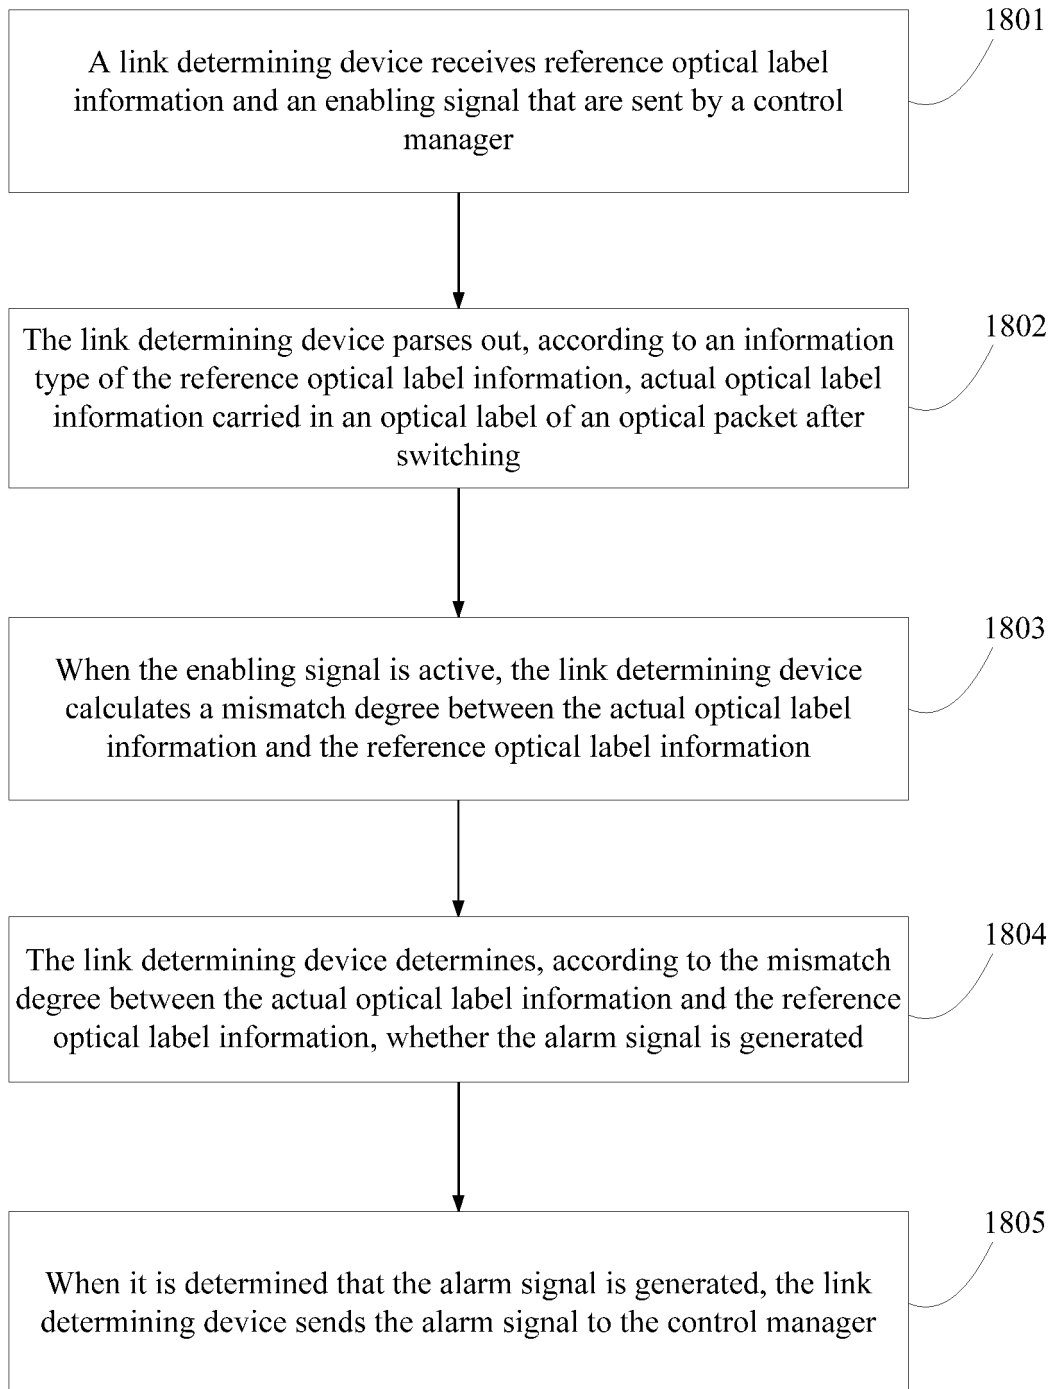 1801
A link determining device receives reference optical label
information and an enabling signal that are sent by a control
manager
1802
The link determining device parses out, according to an information
type of the reference optical label information, actual optical label
information carried in an optical label of an optical packet after
switching
1803
When the enabling signal is active, the link determining device
calculates a mismatch degree between the actual optical label
information and the reference optical label information
1804
The link determining device determines, according to the mismatch
degree between the actual optical label information and the reference
optical label information, whether the alarm signal is generated
1805
When it is determined that the alarm signal is generated, the link
determining device sends the alarm signal to the control manager